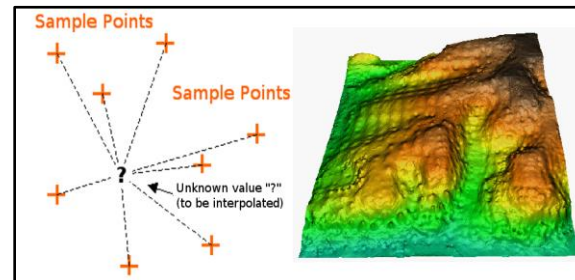 Sample Points
Sample Points
?
Unknown value "?"
(to be interpolated)